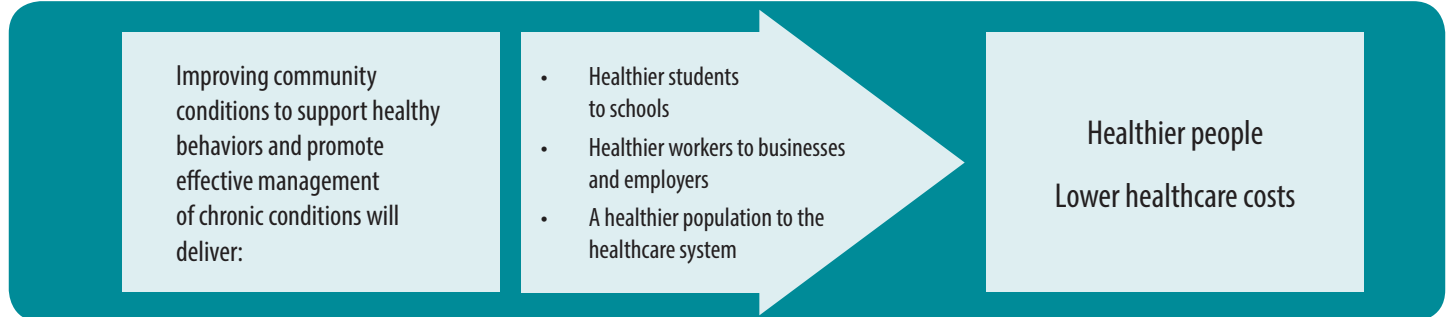 Improving community
conditions to support healthy
behaviors and promote
effective management
of chronic conditions will
deliver:
• Healthier students
to schools
• Healthier workers to businesses
and employers
• A healthier population to the
healthcare system
Healthier people
Lower healthcare costs